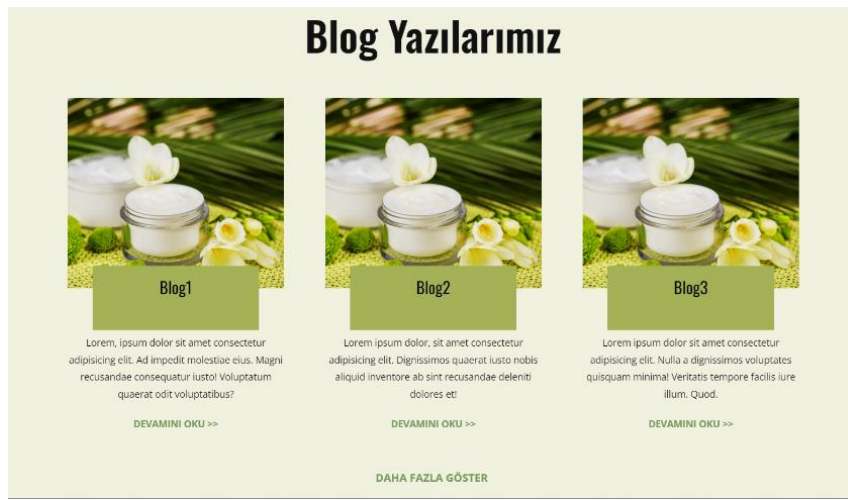 Blog Yazılarımız
Blog1
Lorem, ipsum dolor sit amet consectetur
adipisicing elit. Ad impedit molestiae eius. Magni
recusandae consequatur iusto! Voluptatum
quaerat odit voluptatibus?
DEVAMINI OKU >>
Blog2
Lorem ipsum dolor, sit amet consectetur
adipisicing elit. Dignissimos quaerat iusto nobis
aliquid inventore ab sint recusandae deleniti
dolores et!
DEVAMINI OKU >>
Blog3
Lorem ipsum dolor sit amet consectetur
adipisicing elit. Nulla a dignissimos voluptates
quisquam minima! Veritatis tempore facilis iure
illum. Quod.
DEVAMINI OKU >>
DAHA FAZLA GÖSTER